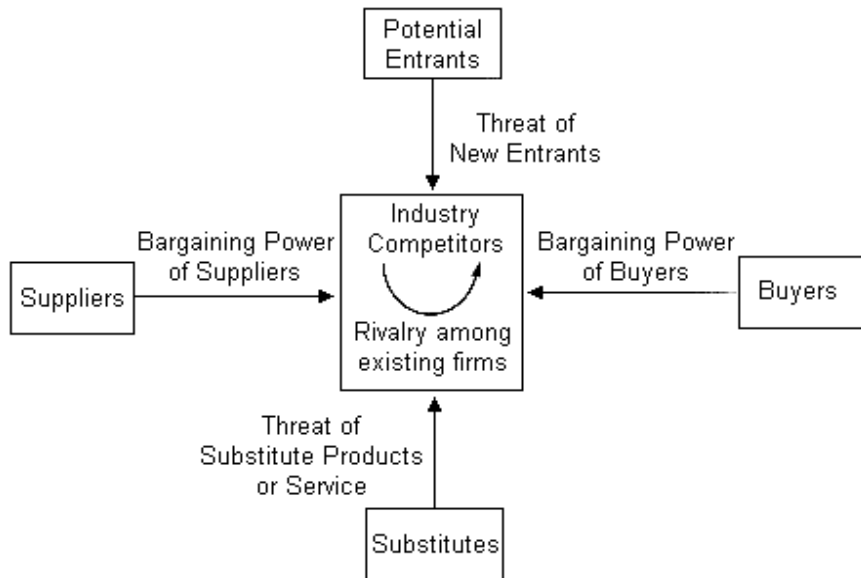 Potential
Entrants
Threat of
New Entrants
Industry
Competitors
Bargaining Power
of Suppliers
Bargaining Power
of Buyers
Suppliers
Buyers
Rivalry among
existing firms
Threat of
Substitute Products
or Service
Substitutes